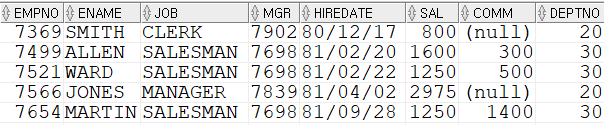 EMPNO ENAME JOB MGR HIREDATE SAL COMM DEPTNO
7369 SMITH CLERK 7902 80/12/17 800 (null) 20
7499 ALLEN SALESMAN 7698 81/02/20 1600 300 30
7521 WARD SALESMAN 7698 81/02/22 1250 500 30
7566 JONES MANAGER 7839 81/04/02 2975 (null) 20
7654 MARTIN SALESMAN 7698 81/09/28 1250 1400 30